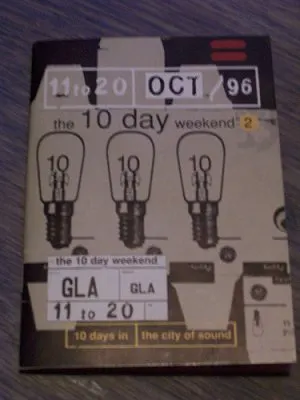 11 to 20 OCT / 96
the 10 day weekend 2
10 10 10
the 10 day weekend
GLA GLA
11 to 20
10 days in the city of sound